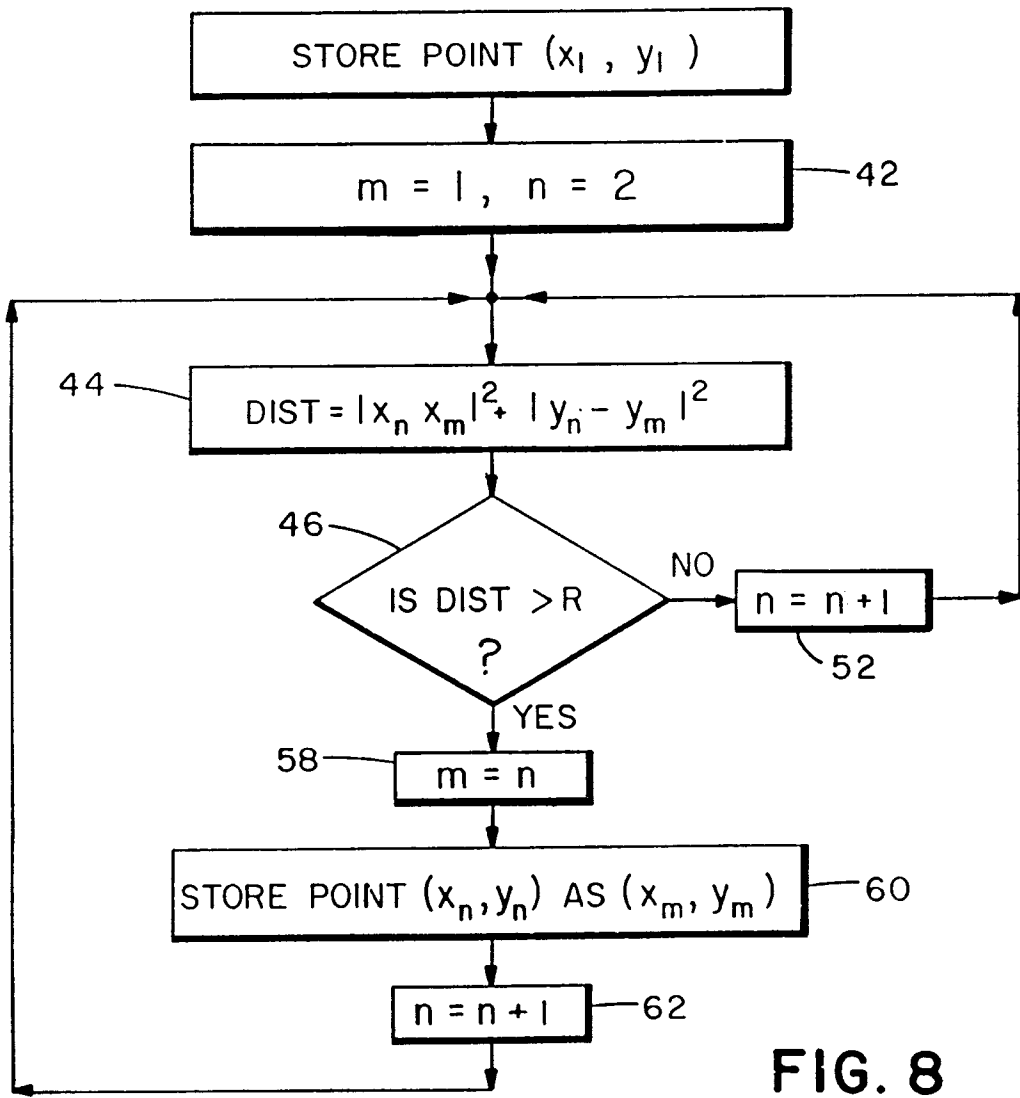 STORE POINT (x₁ , y₁ )
m = 1 , n = 2
42
44
DIST = |xₙ xₘ|²+ |yₙ - yₘ|²
46
IS DIST > R
?
NO
n = n + 1
52
YES
58
m = n
STORE POINT (xₙ, yₙ) AS (xₘ, yₘ)
60
n = n + 1
62
FIG. 8